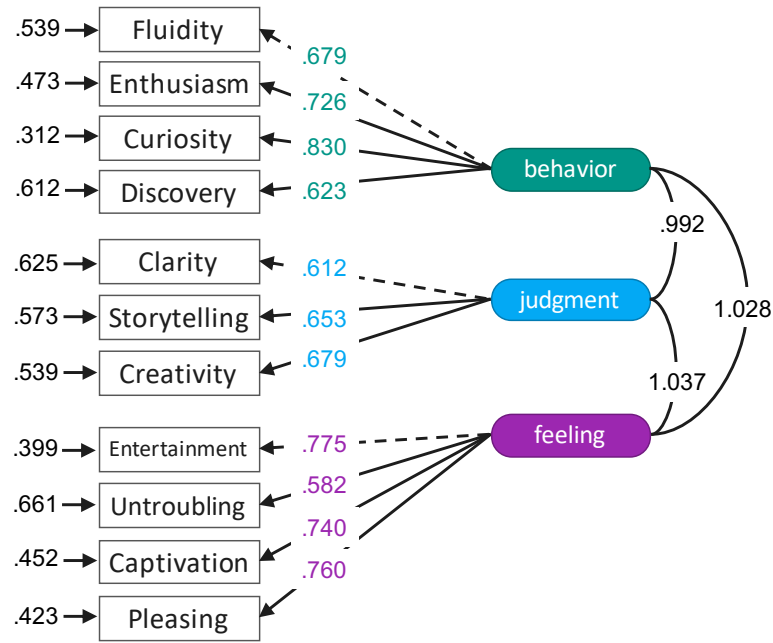 .539 Fluidity .679
.473 Enthusiasm .726
.312 Curiosity .830
.612 Discovery .623
behavior
.992
.625 Clarity .612
.573 Storytelling .653
.539 Creativity .679
judgment
1.028
1.037
.399 Entertainment .775
.661 Untroubling .582
.452 Captivation .740
.423 Pleasing .760
feeling